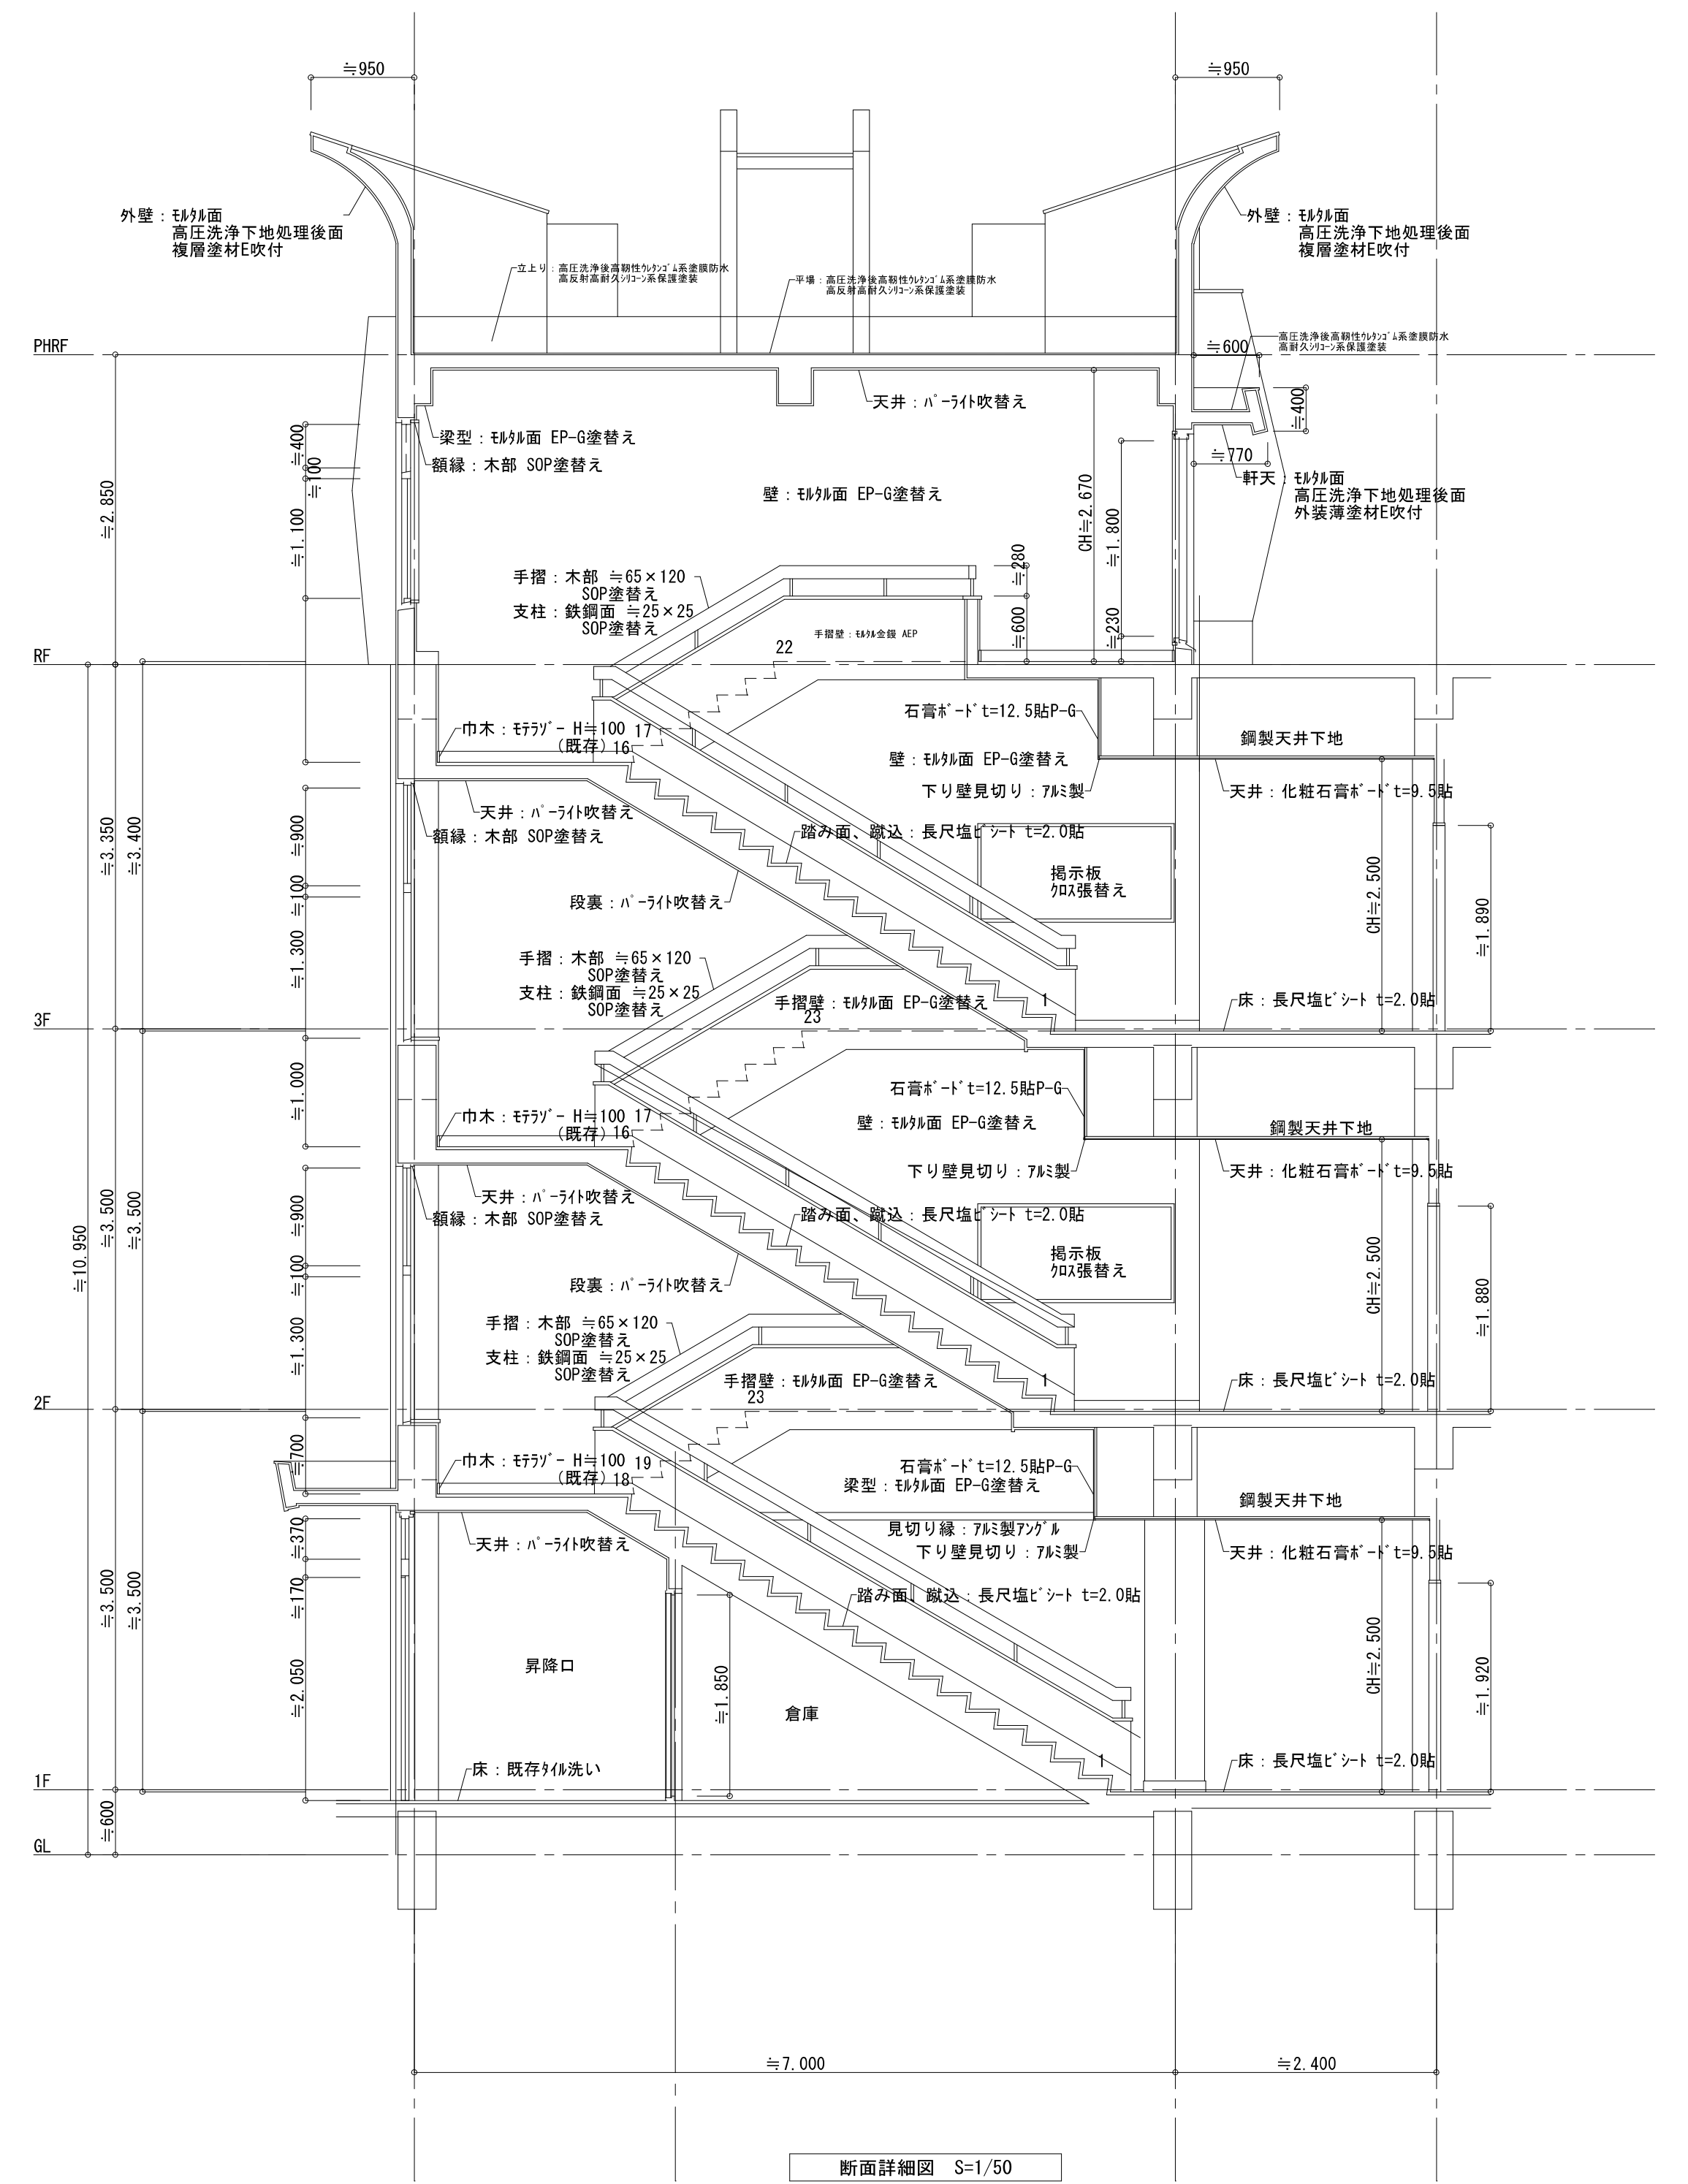 ≒950
≒950
外壁：ﾓﾙﾀﾙ面
高圧洗浄下地処理後面
複層塗材E吹付
外壁：ﾓﾙﾀﾙ面
高圧洗浄下地処理後面
複層塗材E吹付
立上り：高圧洗浄後高靭性ｳﾚﾀﾝｺﾞﾑ系塗膜防水
高反射高耐久ｼﾘｺｰﾝ系保護塗装
平場：高圧洗浄後高靭性ｳﾚﾀﾝｺﾞﾑ系塗膜防水
高反射高耐久ｼﾘｺｰﾝ系保護塗装
高圧洗浄後高靭性ｳﾚﾀﾝｺﾞﾑ系塗膜防水
高耐久ｼﾘｺｰﾝ系保護塗装
PHRF
≒600
≒400
天井：ﾊﾟｰﾗｲﾄ吹替え
梁型：ﾓﾙﾀﾙ面 EP-G塗替え
額縁：木部 SOP塗替え
≒770
軒天：ﾓﾙﾀﾙ面
高圧洗浄下地処理後面
外装薄塗材E吹付
壁：ﾓﾙﾀﾙ面 EP-G塗替え
≒400
≒100
≒1.100
≒2.850
CH≒2.670
≒1.800
≒230
≒280
≒600
手摺：木部 ≒65×120
SOP塗替え
支柱：鉄鋼面 ≒25×25
SOP塗替え
手摺壁：ﾓﾙﾀﾙ金鏝 AEP
22
RF
石膏ﾎﾞｰﾄﾞt=12.5貼P-G
巾木：ﾓﾃﾗｿﾞｰ H≒100
(既存)
17
16
鋼製天井下地
壁：ﾓﾙﾀﾙ面 EP-G塗替え
下り壁見切り：ｱﾙﾐ製
天井：化粧石膏ﾎﾞｰﾄﾞt=9.5貼
天井：ﾊﾟｰﾗｲﾄ吹替え
額縁：木部 SOP塗替え
踏み面、蹴込：長尺塩ﾋﾞｼｰﾄ t=2.0貼
掲示板
ｸﾛｽ張替え
段裏：ﾊﾟｰﾗｲﾄ吹替え
≒3.350
≒3.400
≒900
≒100
≒1.300
CH≒2.500
≒1.890
手摺：木部 ≒65×120
SOP塗替え
支柱：鉄鋼面 ≒25×25
SOP塗替え
手摺壁：ﾓﾙﾀﾙ面 EP-G塗替え
23
1
床：長尺塩ﾋﾞｼｰﾄ t=2.0貼
3F
≒1.000
石膏ﾎﾞｰﾄﾞt=12.5貼P-G
巾木：ﾓﾃﾗｿﾞｰ H≒100
(既存)
17
16
壁：ﾓﾙﾀﾙ面 EP-G塗替え
鋼製天井下地
下り壁見切り：ｱﾙﾐ製
天井：化粧石膏ﾎﾞｰﾄﾞt=9.5貼
天井：ﾊﾟｰﾗｲﾄ吹替え
額縁：木部 SOP塗替え
踏み面、蹴込：長尺塩ﾋﾞｼｰﾄ t=2.0貼
掲示板
ｸﾛｽ張替え
段裏：ﾊﾟｰﾗｲﾄ吹替え
≒10.950
≒3.500
≒3.500
≒900
≒100
≒1.300
CH≒2.500
≒1.880
手摺：木部 ≒65×120
SOP塗替え
支柱：鉄鋼面 ≒25×25
SOP塗替え
手摺壁：ﾓﾙﾀﾙ面 EP-G塗替え
23
1
床：長尺塩ﾋﾞｼｰﾄ t=2.0貼
2F
≒700
巾木：ﾓﾃﾗｿﾞｰ H≒100
(既存)
19
18
石膏ﾎﾞｰﾄﾞt=12.5貼P-G
梁型：ﾓﾙﾀﾙ面 EP-G塗替え
鋼製天井下地
見切り縁：ｱﾙﾐ製ｱﾝｸﾞﾙ
下り壁見切り：ｱﾙﾐ製
天井：化粧石膏ﾎﾞｰﾄﾞt=9.5貼
天井：ﾊﾟｰﾗｲﾄ吹替え
踏み面、蹴込：長尺塩ﾋﾞｼｰﾄ t=2.0貼
≒3.500
≒3.500
≒370
≒170
≒2.050
昇降口
≒1.850
倉庫
CH≒2.500
≒1.920
1
床：既存ﾀｲﾙ洗い
床：長尺塩ﾋﾞｼｰﾄ t=2.0貼
1F
≒600
GL
≒7.000
≒2.400
断面詳細図 S=1/50